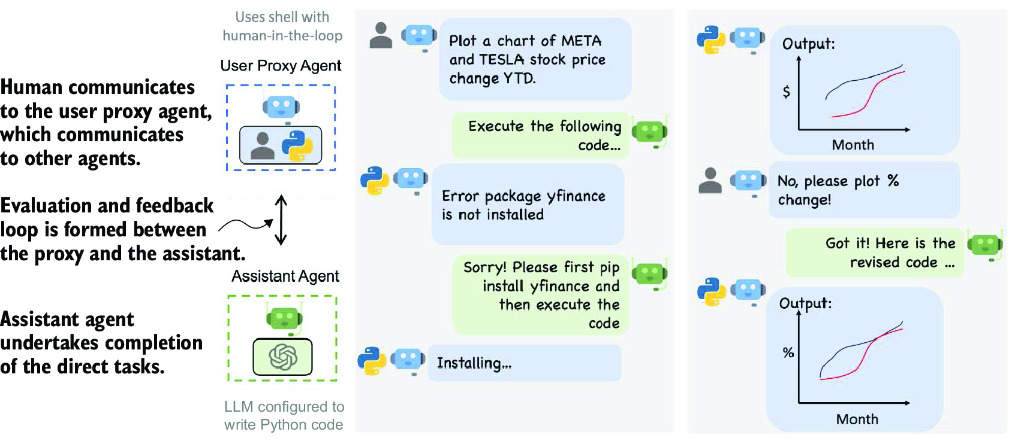 Uses shell with
human-in-the-loop
User Proxy Agent
Human communicates
to the user proxy agent,
which communicates
to other agents.
Evaluation and feedback
loop is formed between
the proxy and the assistant.
Assistant Agent
Assistant agent
undertakes completion
of the direct tasks.
LLM configured to
write Python code
Plot a chart of META
and TESLA stock price
change YTD.
Execute the following
code...
Error package yfinance
is not installed
Sorry! Please first pip
install yfinance and
then execute the
code
Installing...
Output:
$
Month
No, please plot %
change!
Got it! Here is the
revised code ...
Output:
%
Month